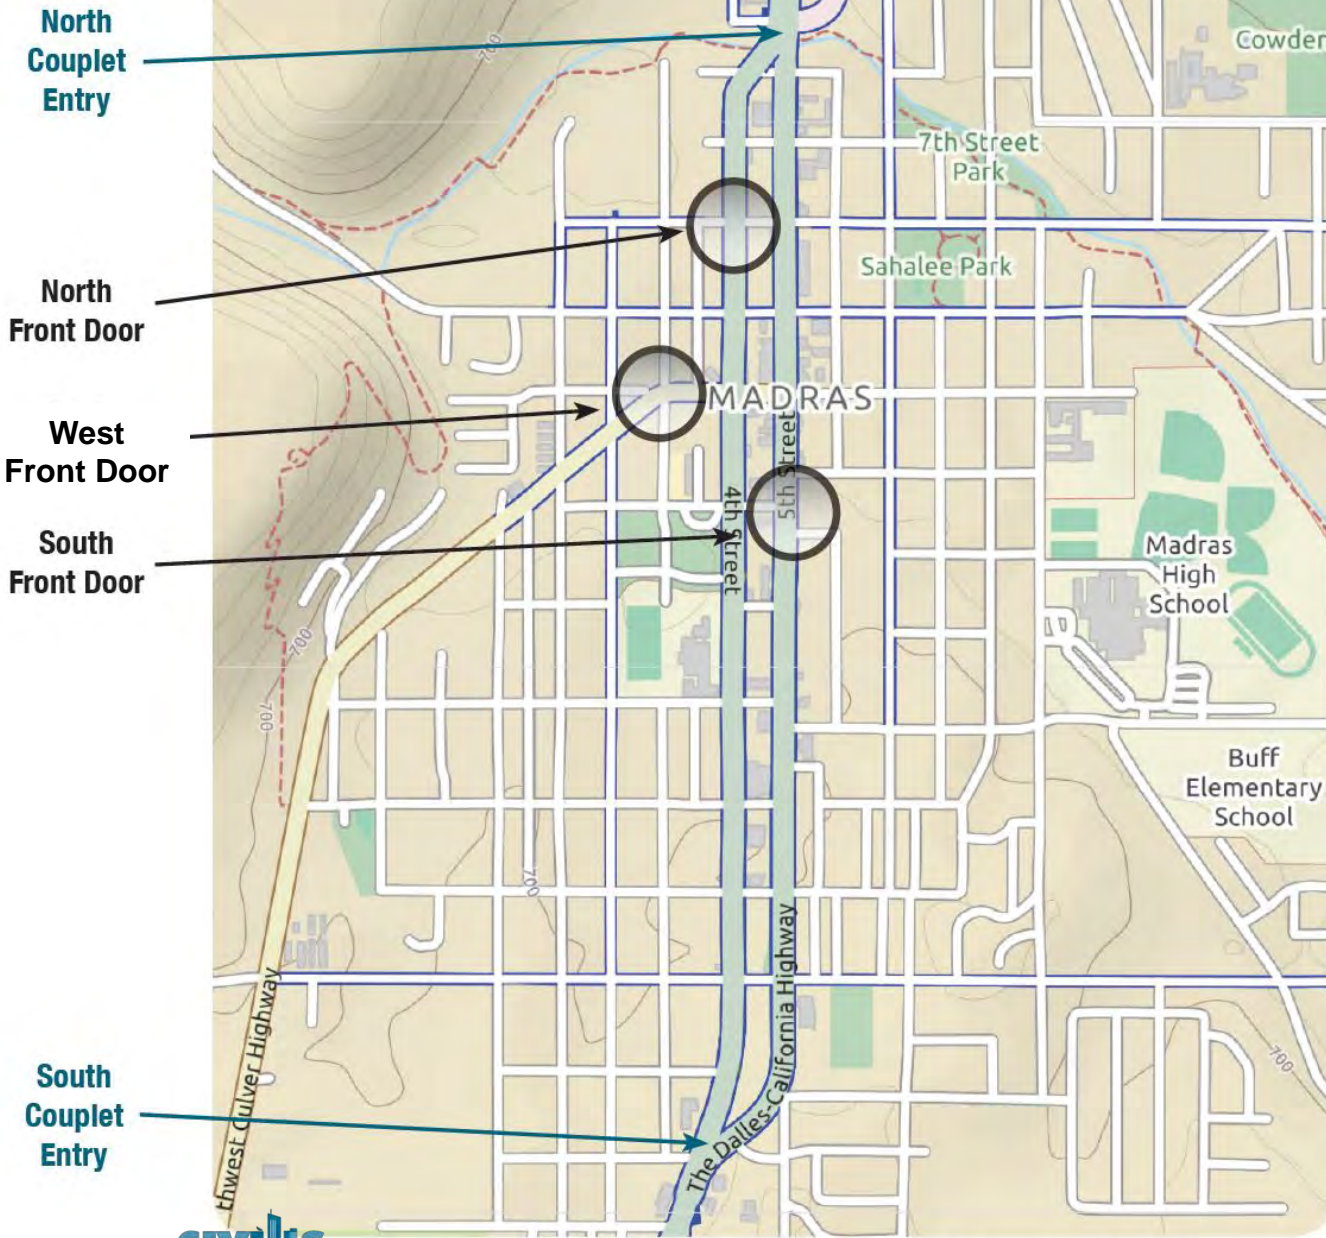 North
Couplet
Entry
700
Cowden
7th Street
Park
Sahalee Park
North
Front Door
MADRAS
West
Front Door
5th Street
4th Street
South
Front Door
Madras
High
School
700
700
Buff
Elementary
School
700
The Dalles-California Highway
thwest Culver Highway
700
South
Couplet
Entry